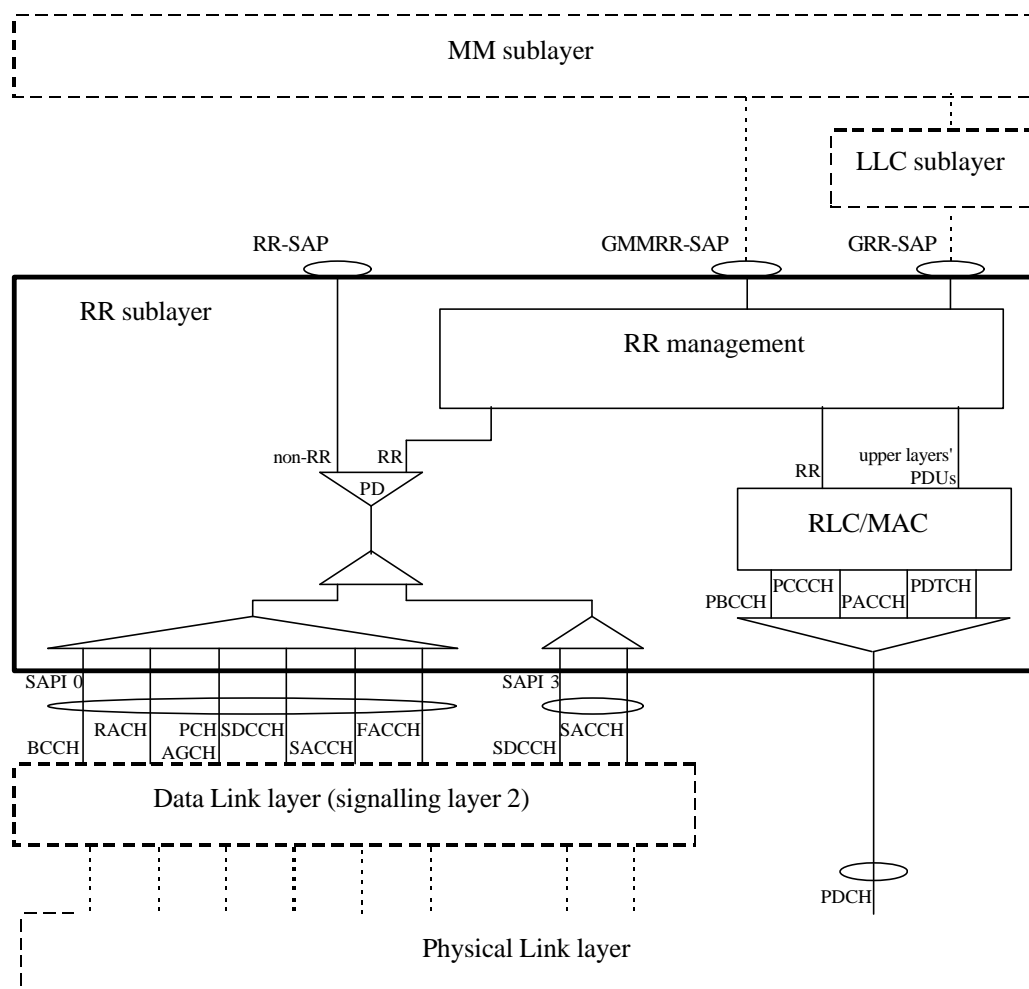 MM sublayer
LLC sublayer
RR-SAP
GMMRR-SAP
GRR-SAP
RR sublayer
RR management
non-RR
RR
PD
RR
upper layers'
PDUs
RLC/MAC
PBCCH
PCCCH
PACCH
PDTCH
SAPI 0
SAPI 3
BCCH
RACH
PCH
AGCH
SDCCH
SACCH
FACCH
SDCCH
SACCH
Data Link layer (signalling layer 2)
PDCH
Physical Link layer